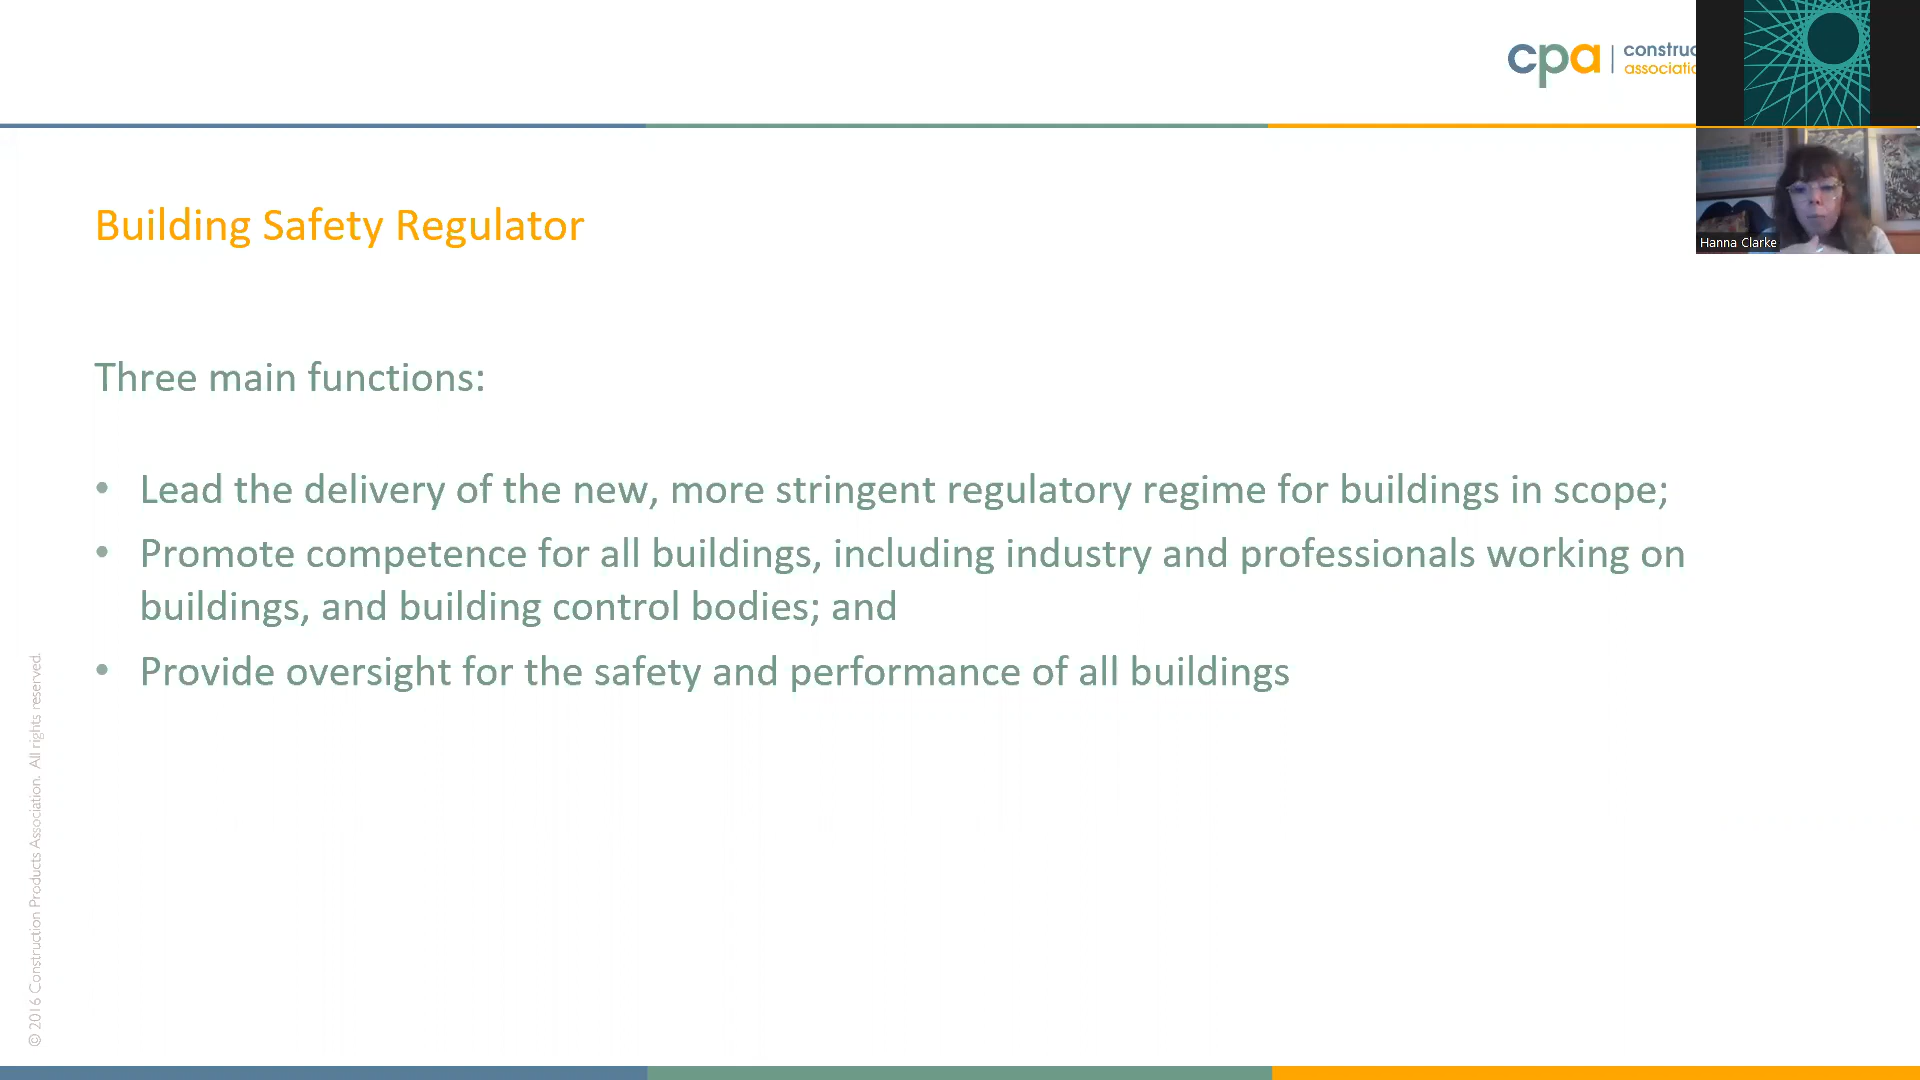 cpa
construc
associatio
Hanna Clarke
Building Safety Regulator
Three main functions:
• Lead the delivery of the new, more stringent regulatory regime for buildings in scope;
• Promote competence for all buildings, including industry and professionals working on
buildings, and building control bodies; and
• Provide oversight for the safety and performance of all buildings
© 2016 Construction Products Association. All rights reserved.